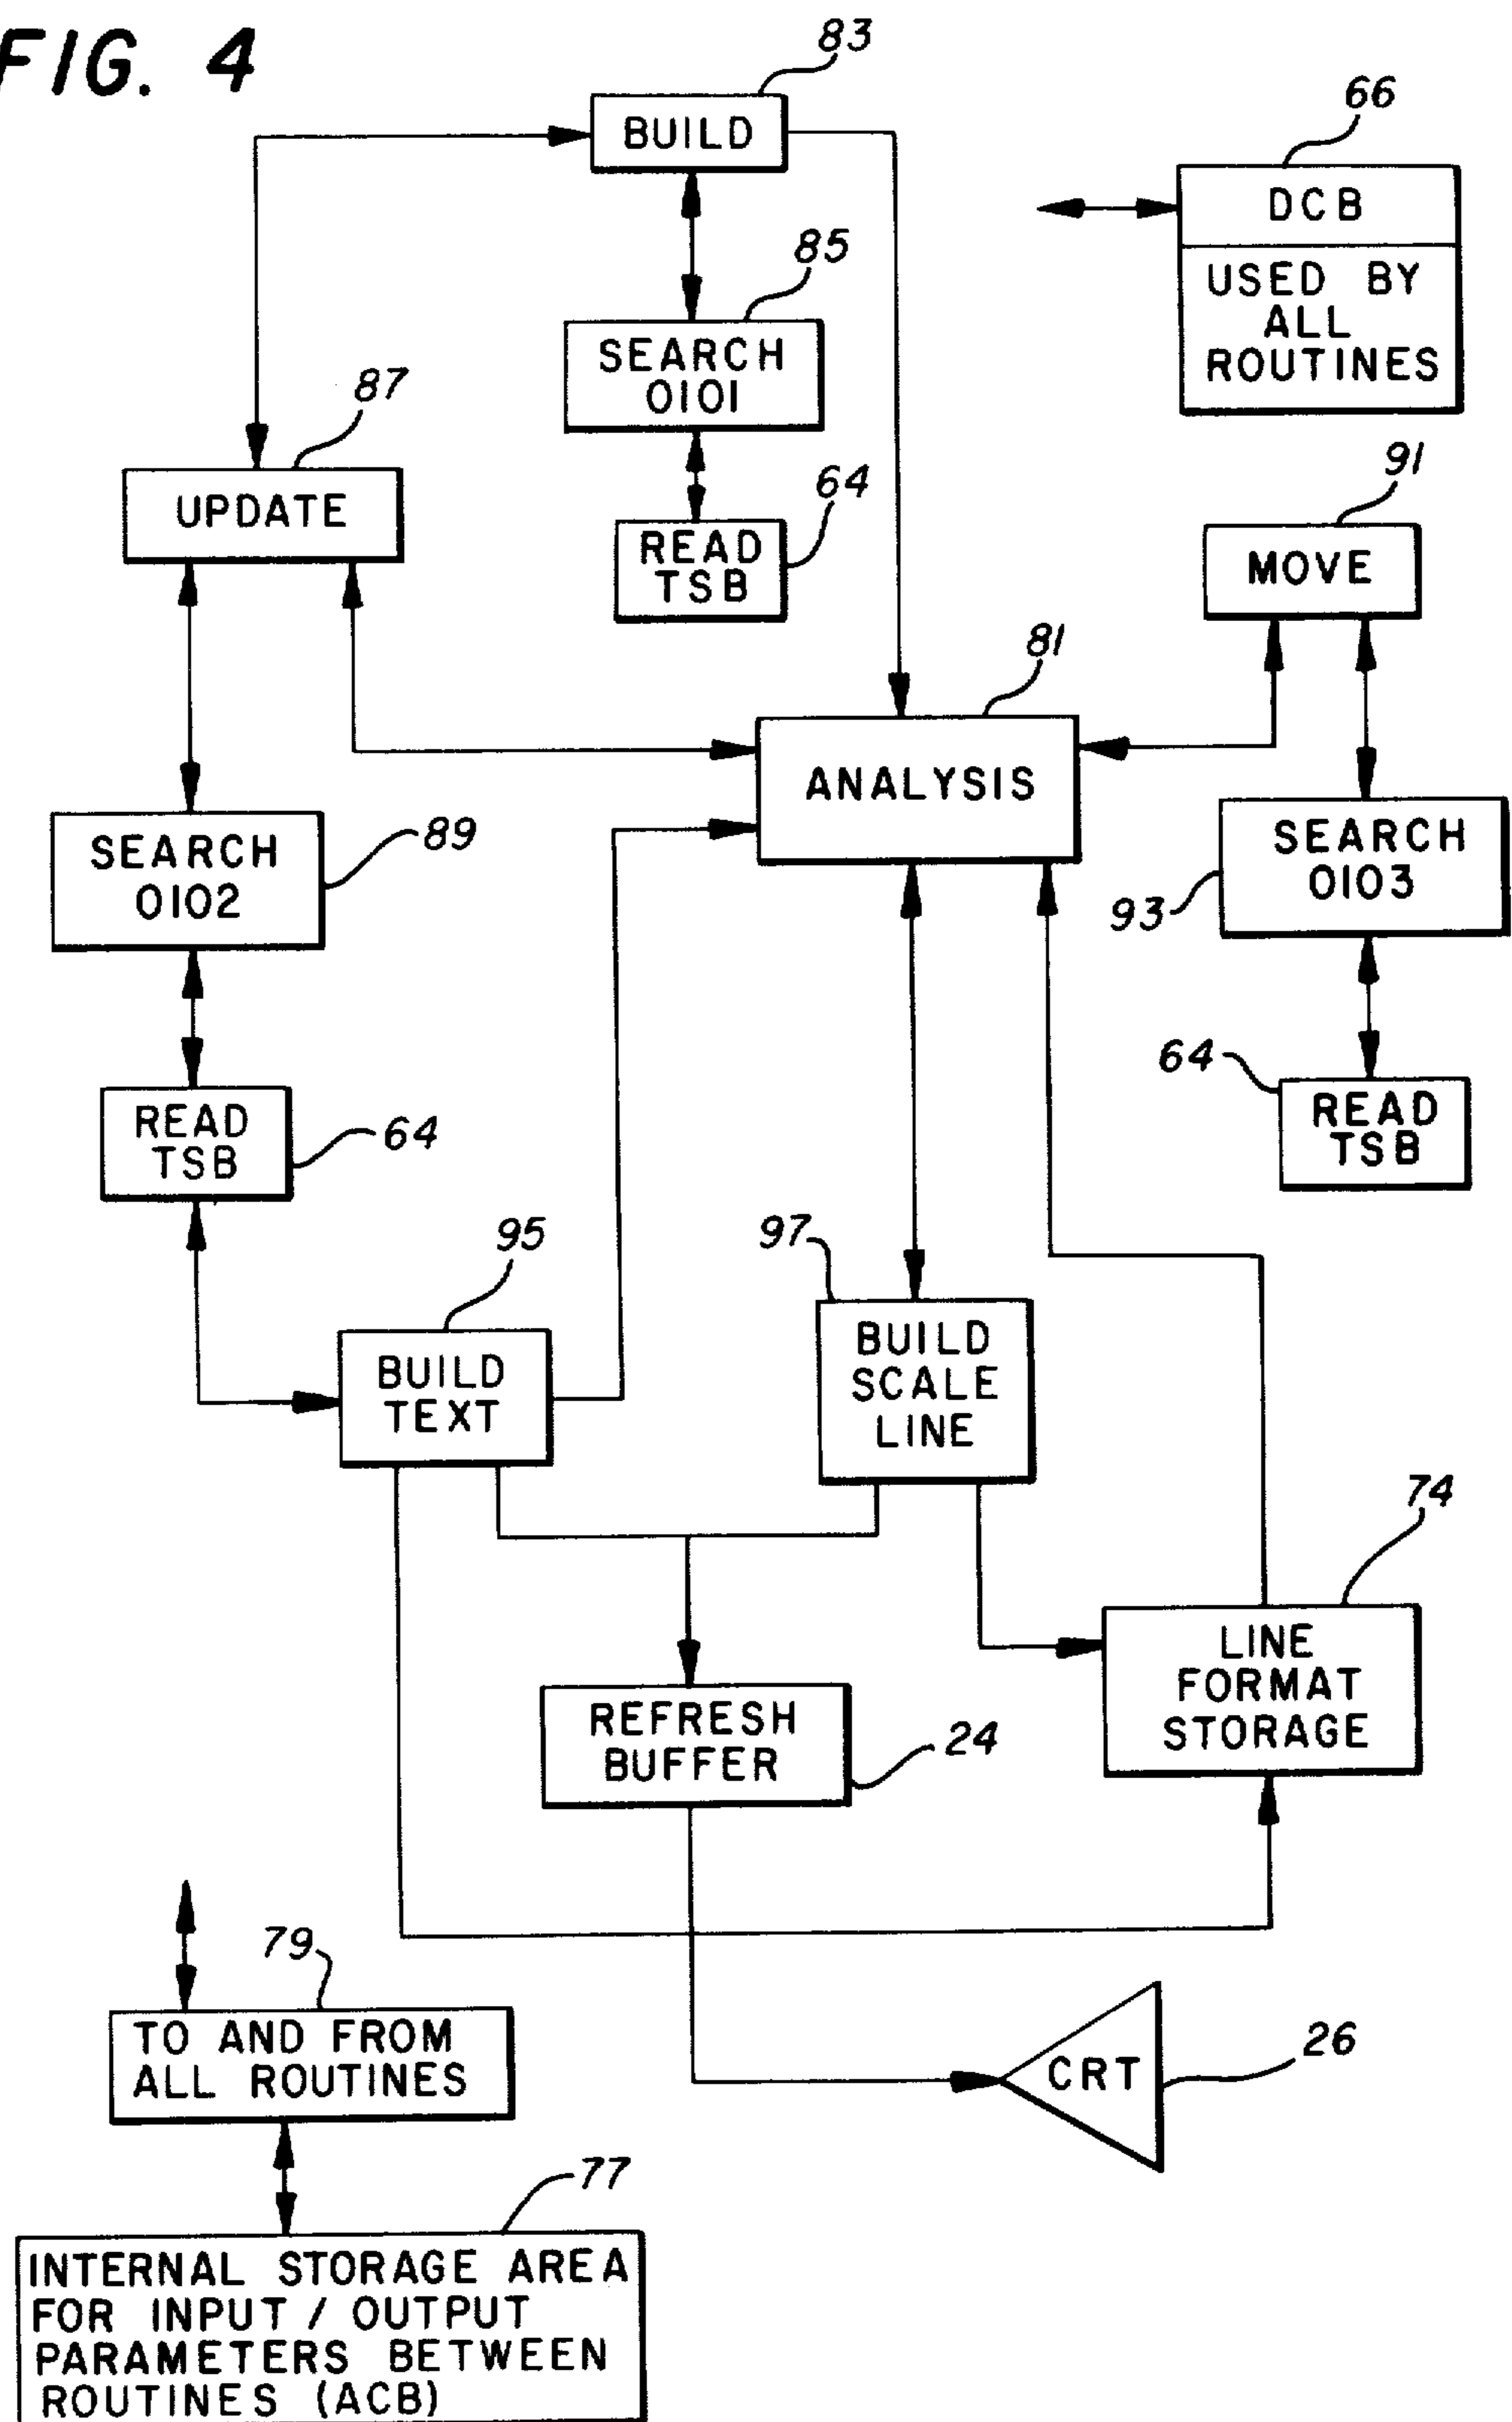 FIG. 4
83
BUILD
66
DCB
USED BY
ALL
ROUTINES
85
SEARCH
0101
87
UPDATE
64
READ
TSB
91
MOVE
81
ANALYSIS
SEARCH
0102
89
SEARCH
0103
93
READ
TSB
64
64
READ
TSB
95
BUILD
TEXT
97
BUILD
SCALE
LINE
74
LINE
FORMAT
STORAGE
REFRESH
BUFFER
24
79
TO AND FROM
ALL ROUTINES
CRT
26
77
INTERNAL STORAGE AREA
FOR INPUT / OUTPUT
PARAMETERS BETWEEN
ROUTINES (ACB)